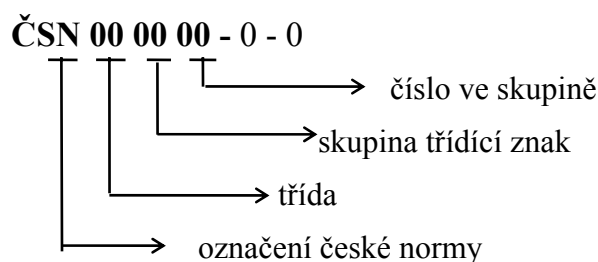 ČSN 00 00 00 - 0 - 0
číslo ve skupině
skupina třídící znak
třída
označení české normy